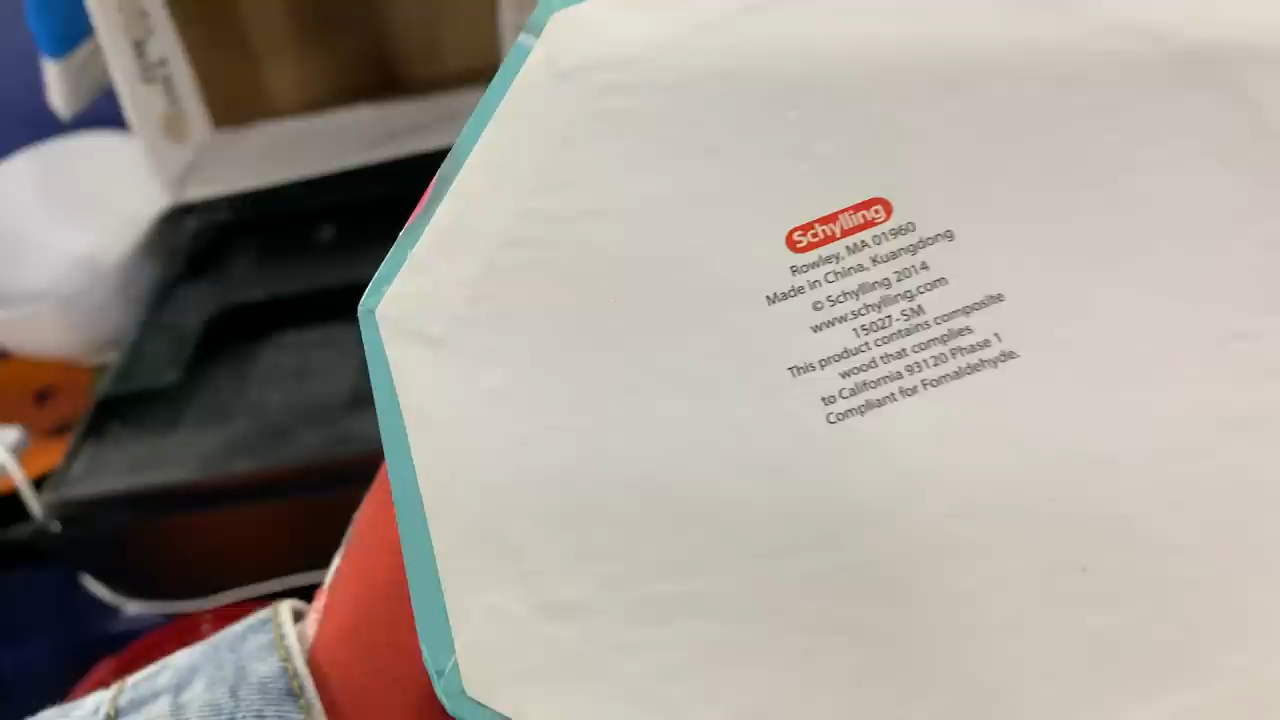 Schylling
Rowley, MA 01960
Made in China, Kuangdong
© Schylling 2014
www.schylling.com
15027-SM
This product contains composite
wood that complies
to California 93120 Phase 1
Compliant for Fomaldehyde.